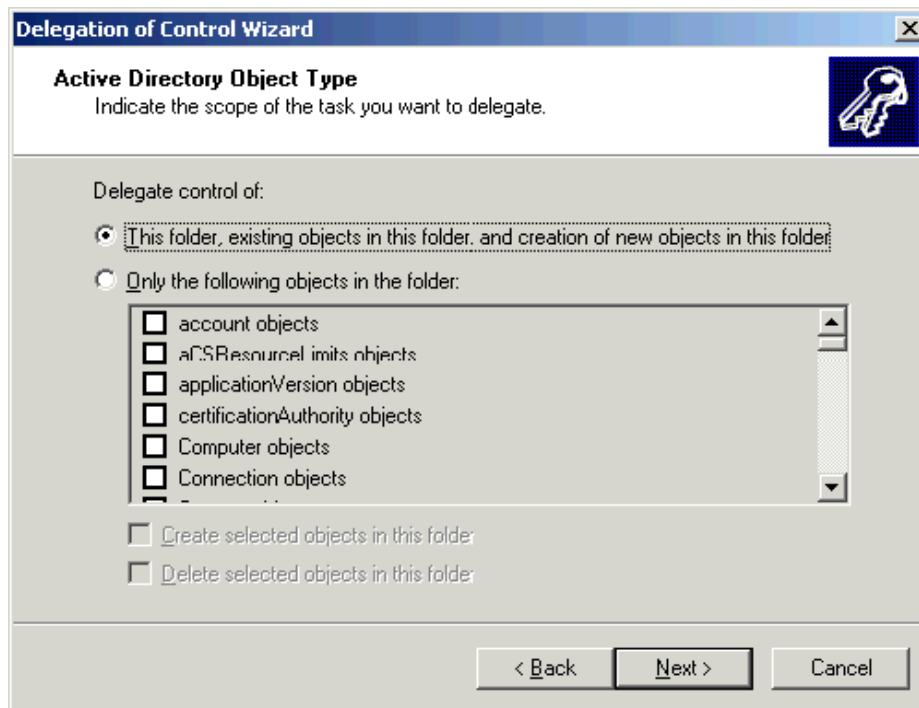 Delegation of Control Wizard
Active Directory Object Type
Indicate the scope of the task you want to delegate.
Delegate control of:
This folder, existing objects in this folder, and creation of new objects in this folder
Only the following objects in the folder:
account objects
aCSResourceLimits objects
applicationVersion objects
certificationAuthority objects
Computer objects
Connection objects
Create selected objects in this folder
Delete selected objects in this folder
< Back
Next >
Cancel